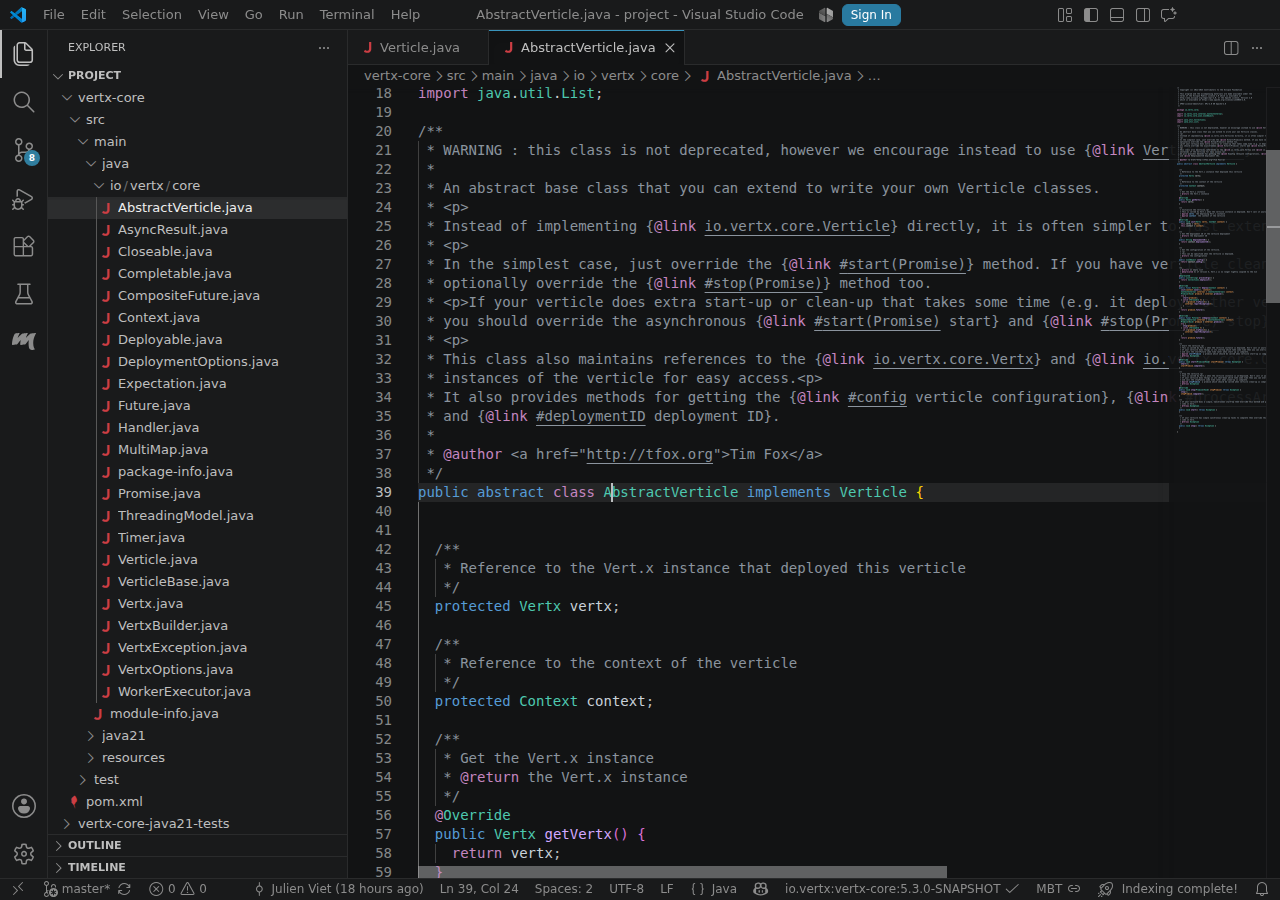 File Edit Selection View Go Run Terminal Help AbstractVerticle.java - project - Visual Studio Code Sign In
EXPLORER
PROJECT
vertx-core
src
main
java
io/vertx/core
AbstractVerticle.java
AsyncResult.java
Closeable.java
Completable.java
CompositeFuture.java
Context.java
Deployable.java
DeploymentOptions.java
Expectation.java
Future.java
Handler.java
MultiMap.java
package-info.java
Promise.java
ThreadingModel.java
Timer.java
Verticle.java
VerticleBase.java
Vertx.java
VertxBuilder.java
VertxException.java
VertxOptions.java
WorkerExecutor.java
module-info.java
java21
resources
test
pom.xml
vertx-core-java21-tests
OUTLINE
TIMELINE
8
Verticle.java AbstractVerticle.java
vertx-core > src > main > java > io > vertx > core > AbstractVerticle.java > ...
18 import java.util.List;
19
20 /**
21 * WARNING : this class is not deprecated, however we encourage instead to use {@link Vert
22 *
23 * An abstract base class that you can extend to write your own Verticle classes.
24 * <p>
25 * Instead of implementing {@link io.vertx.core.Verticle} directly, it is often simpler to
26 * <p>
27 * In the simplest case, just override the {@link #start(Promise)} method. If you have ve
28 * optionally override the {@link #stop(Promise)} method too.
29 * <p>If your verticle does extra start-up or clean-up that takes some time (e.g. it depl
30 * you should override the asynchronous {@link #start(Promise) start} and {@link #stop(Pr
31 * <p>
32 * This class also maintains references to the {@link io.vertx.core.Vertx} and {@link io.
33 * instances of the verticle for easy access.<p>
34 * It also provides methods for getting the {@link #config verticle configuration}, {@lin
35 * and {@link #deploymentID deployment ID}.
36 *
37 * @author <a href="http://tfox.org">Tim Fox</a>
38 */
39 public abstract class AbstractVerticle implements Verticle {
40
41
42 /**
43 * Reference to the Vert.x instance that deployed this verticle
44 */
45 protected Vertx vertx;
46
47 /**
48 * Reference to the context of the verticle
49 */
50 protected Context context;
51
52 /**
53 * Get the Vert.x instance
54 * @return the Vert.x instance
55 */
56 @Override
57 public Vertx getVertx() {
58 return vertx;
59 }
master* 0 0 Julien Viet (18 hours ago) Ln 39, Col 24 Spaces: 2 UTF-8 LF { } Java io.vertx:vertx-core:5.3.0-SNAPSHOT MBT Indexing complete!